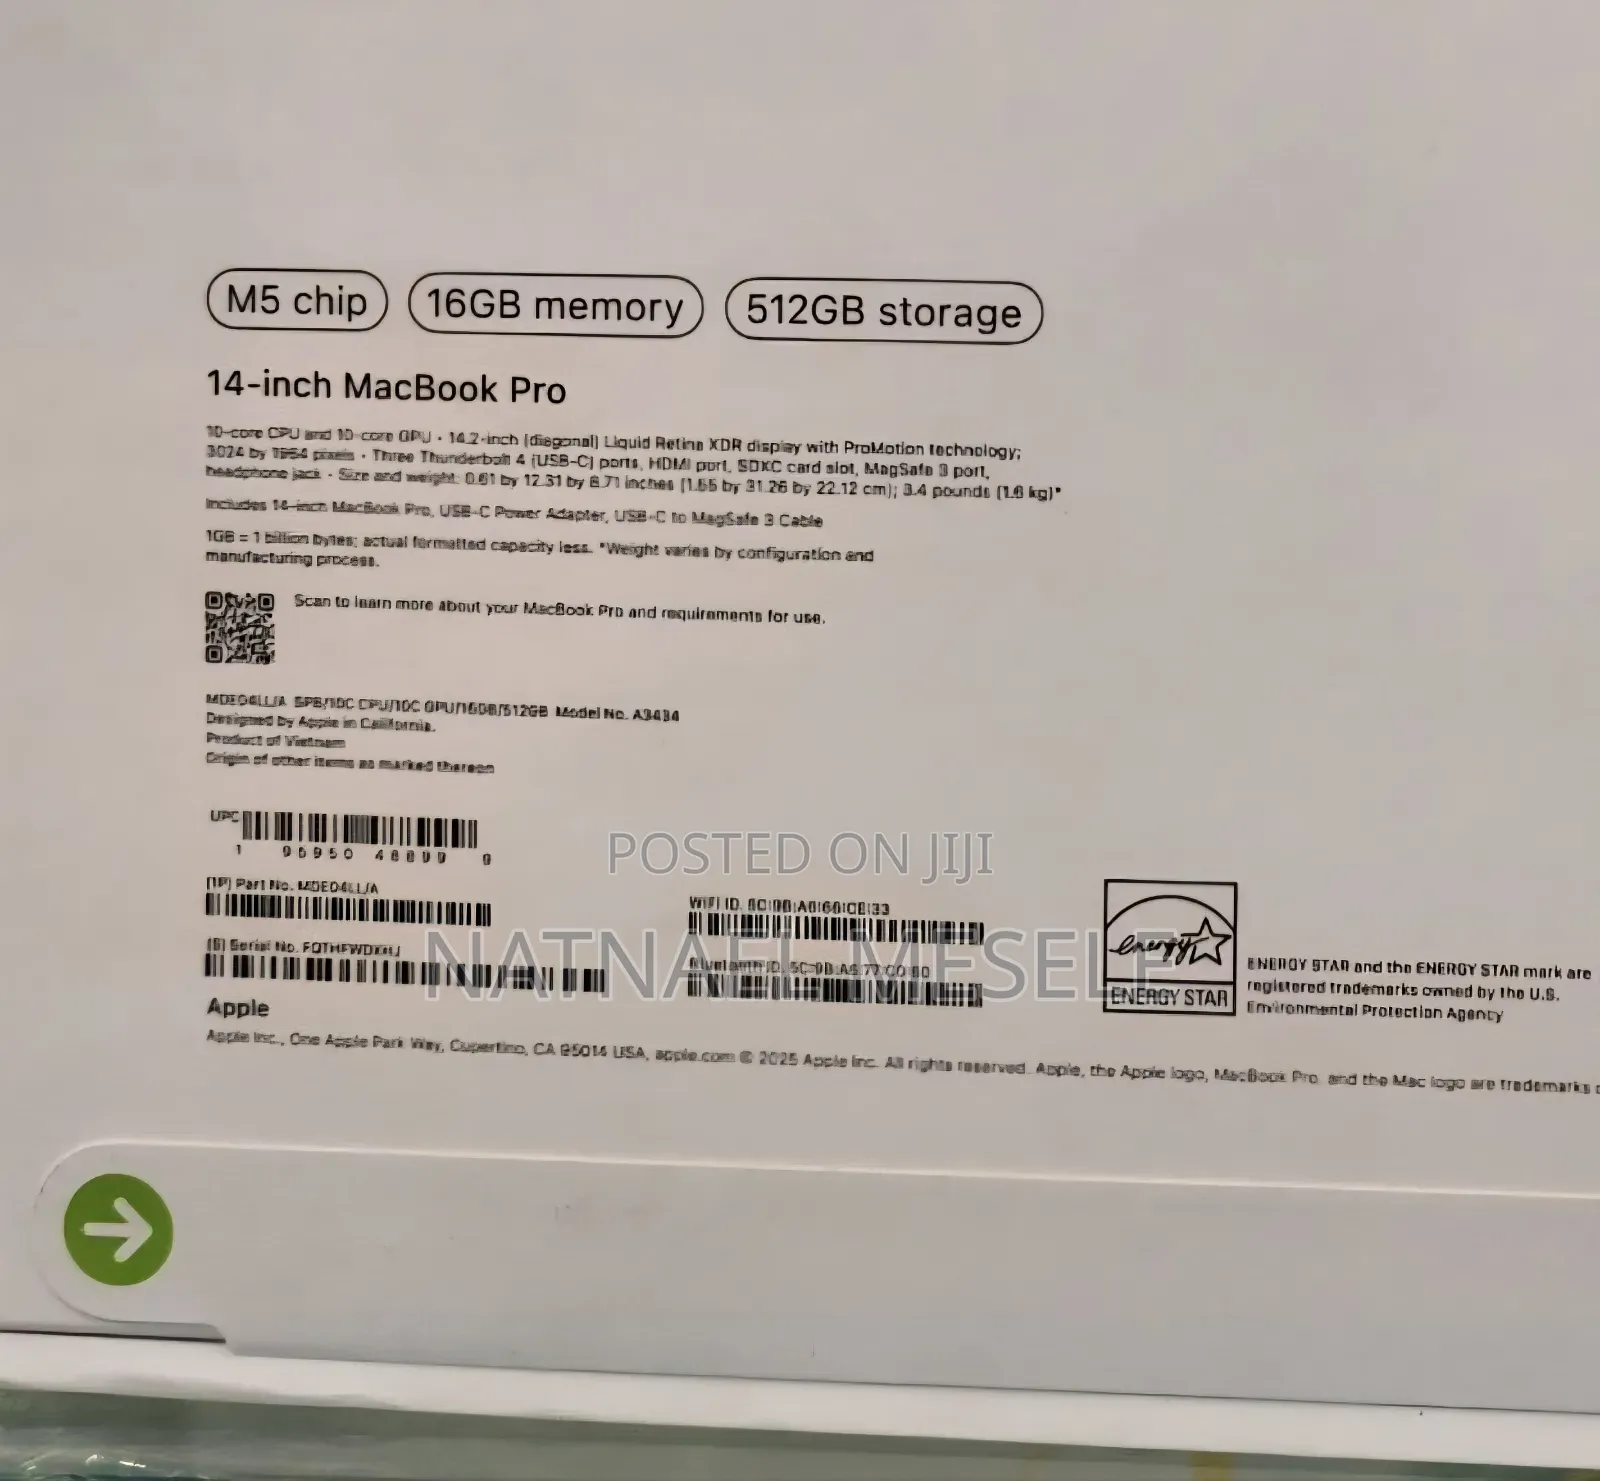 M5 chip 16GB memory 512GB storage
14-inch MacBook Pro
10-core CPU and 10-core GPU • 14.2-inch (diagonal) Liquid Retina XDR display with ProMotion technology;
3024 by 1964 pixels • Three Thunderbolt 4 (USB-C) ports, HDMI port, SDXC card slot, MagSafe 3 port,
headphone jack • Size and weight: 0.61 by 12.31 by 8.71 inches (1.55 by 31.26 by 22.12 cm); 3.4 pounds (1.6 kg)*
Includes 14-inch MacBook Pro, USB-C Power Adapter, USB-C to MagSafe 3 Cable
1GB = 1 billion bytes; actual formatted capacity less. *Weight varies by configuration and
manufacturing process.
Scan to learn more about your MacBook Pro and requirements for use.
MDE04LL/A CPU/10C GPU/16GB/512GB Model No. A3434
Designed by Apple in California.
Product of Vietnam
Origin of other items as marked thereon
UPC
POSTED ON JIJI
(1P) Part No. MDE04LL/A
WiFi ID.
(S) Serial No.
NATNAEL MESELE
Bluetooth ID.
energy
ENERGY STAR
ENERGY STAR and the ENERGY STAR mark are
registered trademarks owned by the U.S.
Environmental Protection Agency
Apple
Apple Inc., One Apple Park Way, Cupertino, CA 95014 USA, apple.com © 2025 Apple Inc. All rights reserved. Apple, the Apple logo, MacBook Pro, and the Mac logo are trademarks